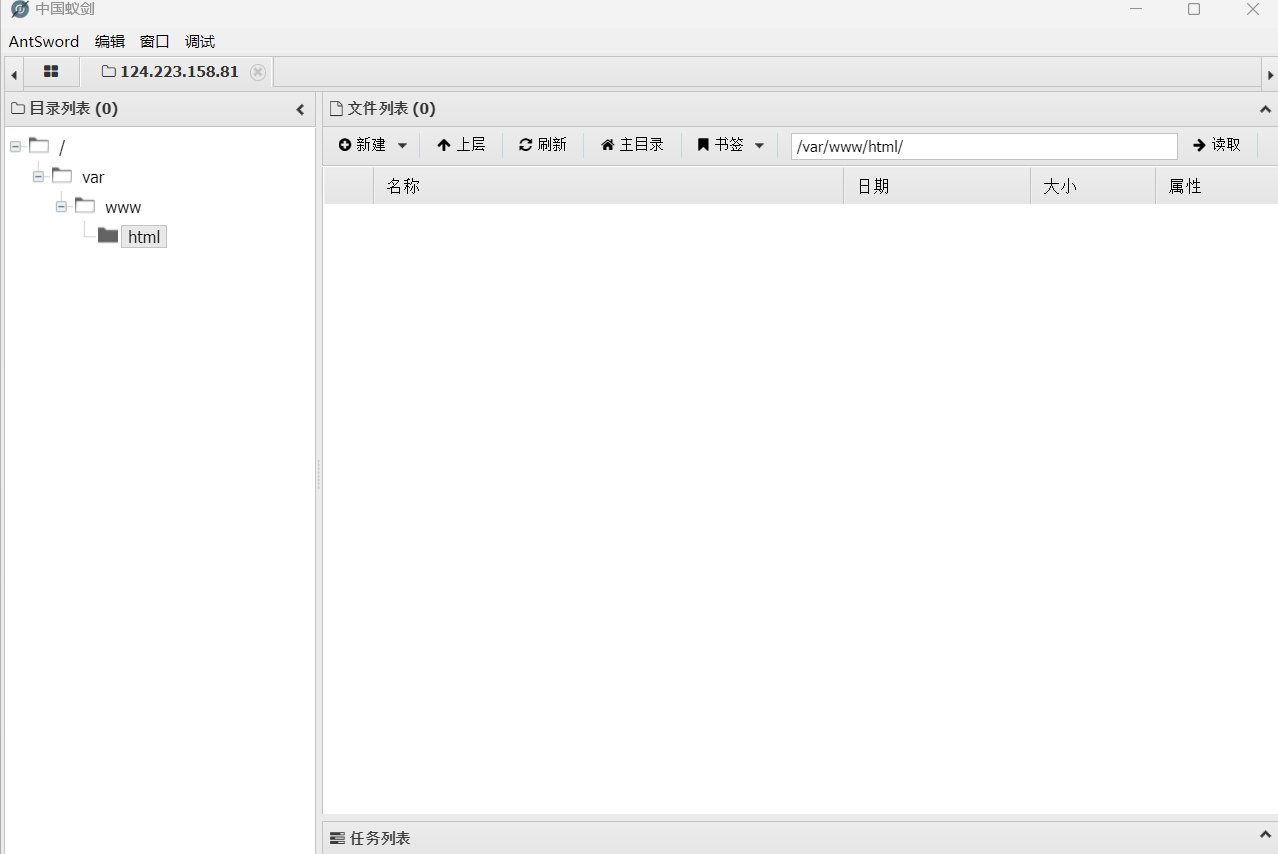 中国蚁剑
AntSword 编辑 窗口 调试
124.223.158.81
目录列表 (0)
文件列表 (0)
新建 上层 刷新 主目录 书签 /var/www/html/ 读取
名称 日期 大小 属性
/
var
www
html
任务列表